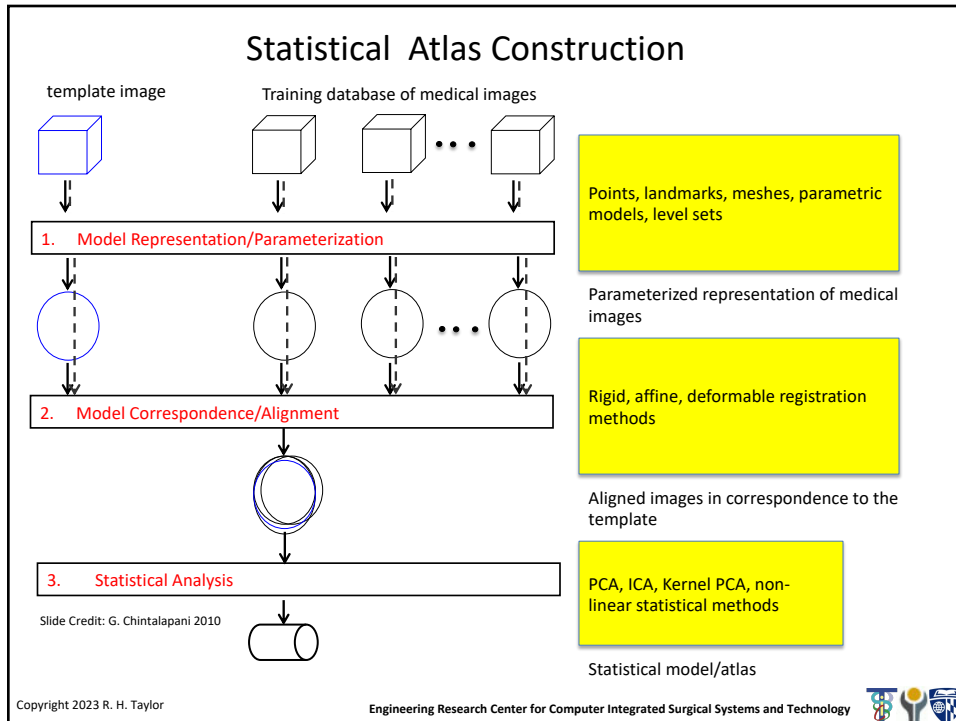 Statistical Atlas Construction
template image
Training database of medical images
Points, landmarks, meshes, parametric
models, level sets
1. Model Representation/Parameterization
Parameterized representation of medical
images
Rigid, affine, deformable registration
methods
2. Model Correspondence/Alignment
Aligned images in correspondence to the
template
3. Statistical Analysis
PCA, ICA, Kernel PCA, non-
linear statistical methods
Slide Credit: G. Chintalapani 2010
Statistical model/atlas
Copyright 2023 R. H. Taylor
Engineering Research Center for Computer Integrated Surgical Systems and Technology